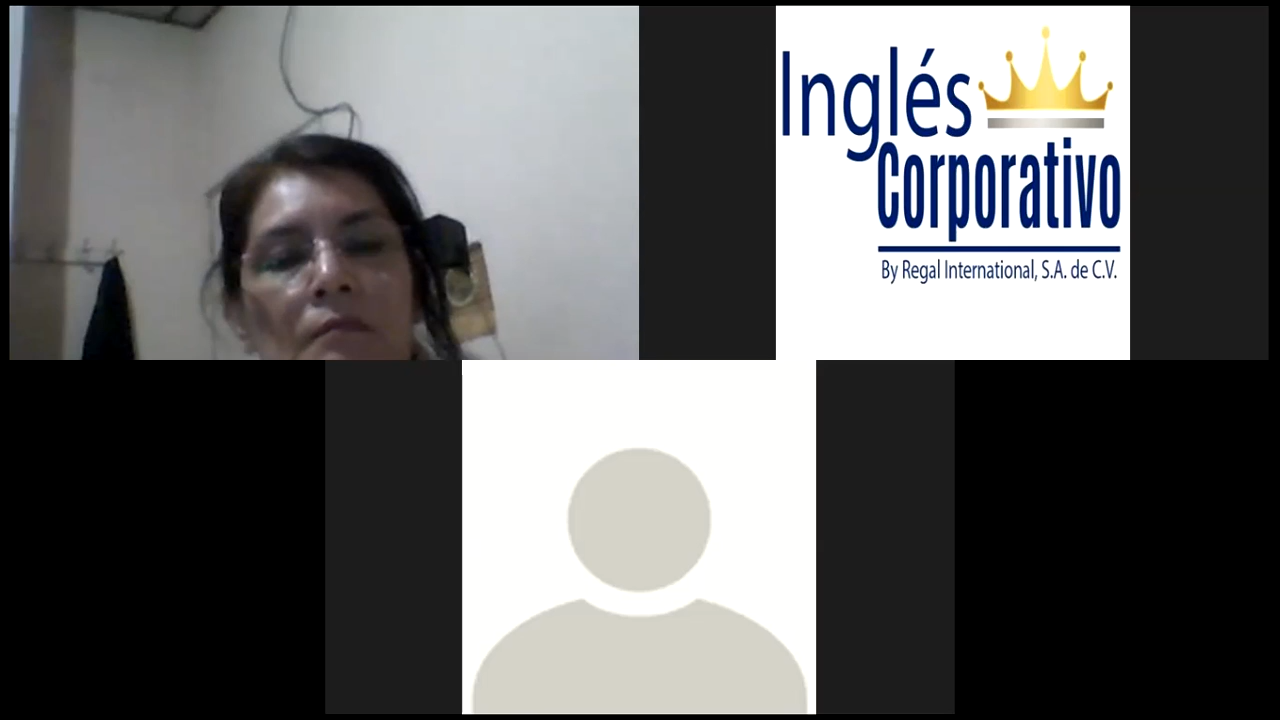 Inglés
Corporativo
By Regal International, S.A. de C.V.